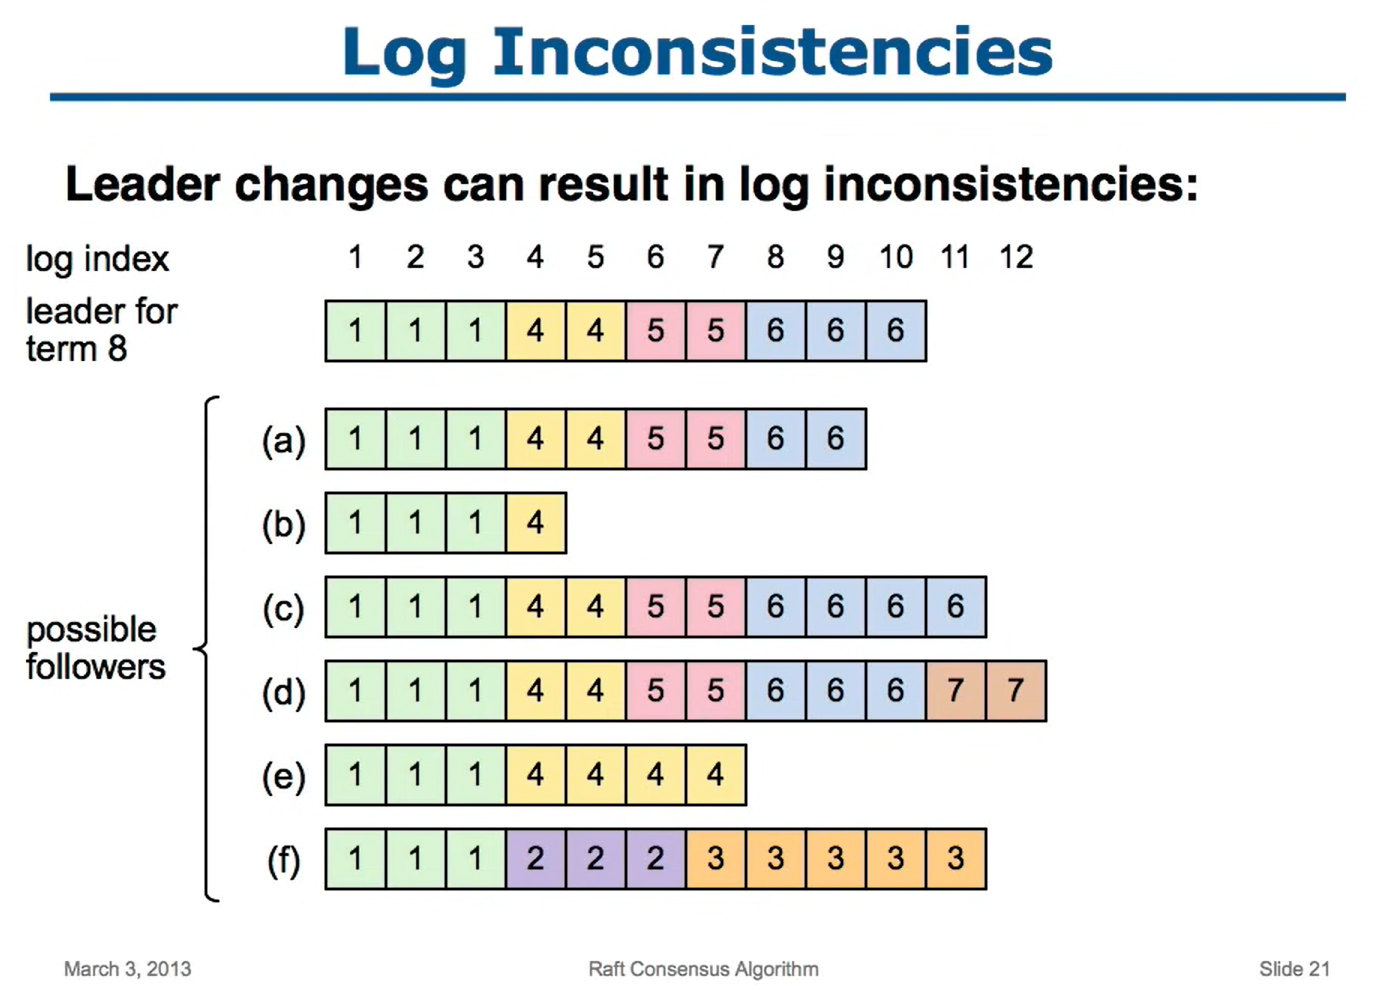 Log Inconsistencies
Leader changes can result in log inconsistencies:
log index 1 2 3 4 5 6 7 8 9 10 11 12
leader for
term 8
1 1 1 4 4 5 5 6 6 6
(a) 1 1 1 4 4 5 5 6 6
(b) 1 1 1 4
(c) 1 1 1 4 4 5 5 6 6 6 6
possible
followers
(d) 1 1 1 4 4 5 5 6 6 6 7 7
(e) 1 1 1 4 4 4 4
(f) 1 1 1 2 2 2 3 3 3 3 3
March 3, 2013 Raft Consensus Algorithm Slide 21